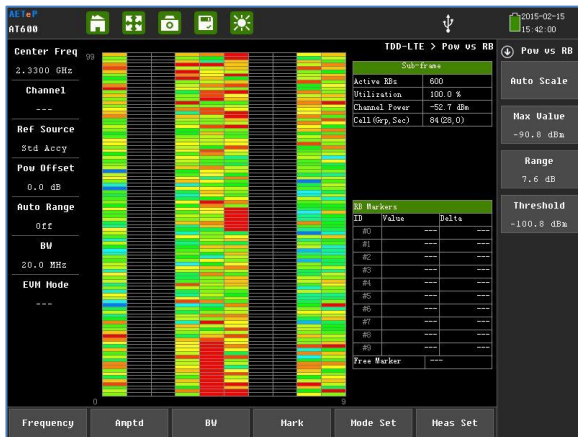 AETeP
AT600
2015-02-15
15:42:00
TDD-LTE > Pow vs RB
Pow vs RB
Center Freq
2.3300 GHz
Channel
---
Ref Source
Std Accy
Pow Offset
0.0 dB
Auto Range
Off
BW
20.0 MHz
EVM Mode
---
99
0
9
Sub-frame
Active RBs 600
Utilization 100.0 %
Channel Power -52.7 dBm
Cell(Grp,Sec) 84(28,0)
RB Markers
ID Value Delta
#0 --- ---
#1 --- ---
#2 --- ---
#3 --- ---
#4 --- ---
#5 --- ---
#6 --- ---
#7 --- ---
#8 --- ---
#9 --- ---
Free Marker ---
Auto Scale
Max Value
-90.8 dBm
Range
7.6 dB
Threshold
-100.8 dBm
Frequency
Amptd
BW
Mark
Mode Set
Meas Set